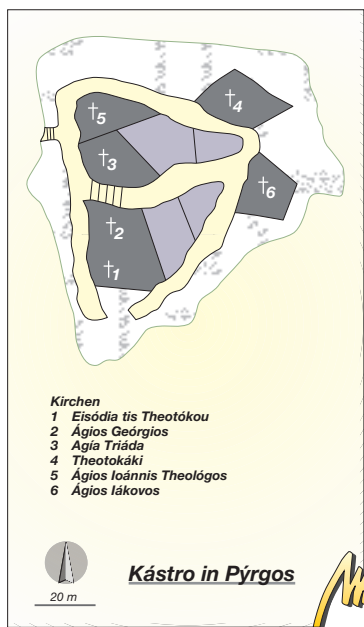 †5
†4
†3
†6
†2
†1
Kirchen
1 Eisódia tis Theotókou
2 Ágios Geórgios
3 Agía Triáda
4 Theotokáki
5 Ágios Ioánnis Theológos
6 Ágios Iákovos
Kástro in Pýrgos
20 m